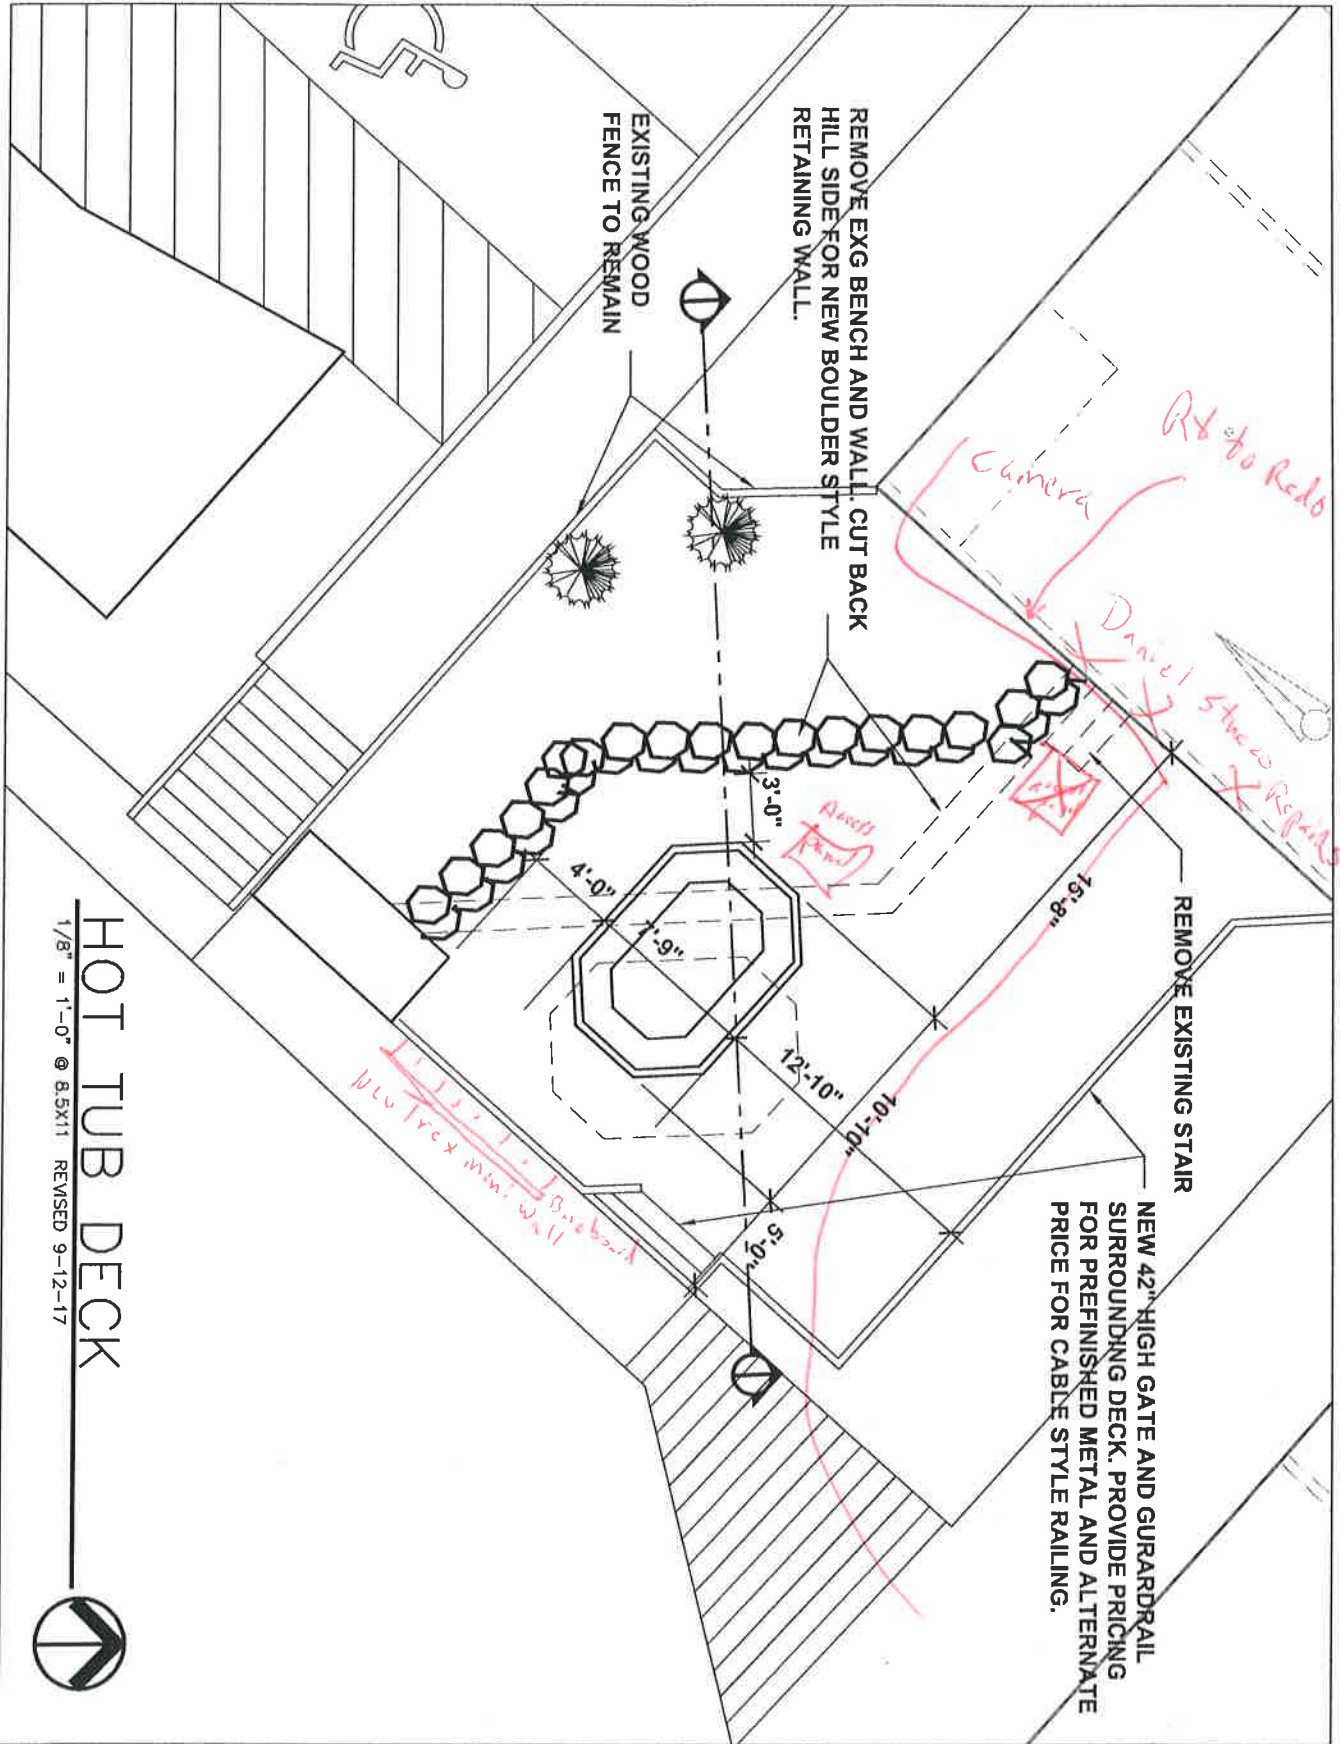 REMOVE EXG BENCH AND WALL. CUT BACK
HILL SIDE FOR NEW BOULDER STYLE
RETAINING WALL.
EXISTING WOOD
FENCE TO REMAIN
REMOVE EXISTING STAIR
NEW 42" HIGH GATE AND GURARDRAIL
SURROUNDING DECK. PROVIDE PRICING
FOR PREFINISHED METAL AND ALTERNATE
PRICE FOR CABLE STYLE RAILING.
Camera
to Redo
Daniel Stucco Repairs
Access
Panel
3'-0"
4'-0"
7'-9"
15'-8"
12'-10"
10'-10"
5'-0"
New Trex mini Baseboard
Wall
HOT TUB DECK
1/8" = 1'-0" @ 8.5X11 REVISED 9-12-17